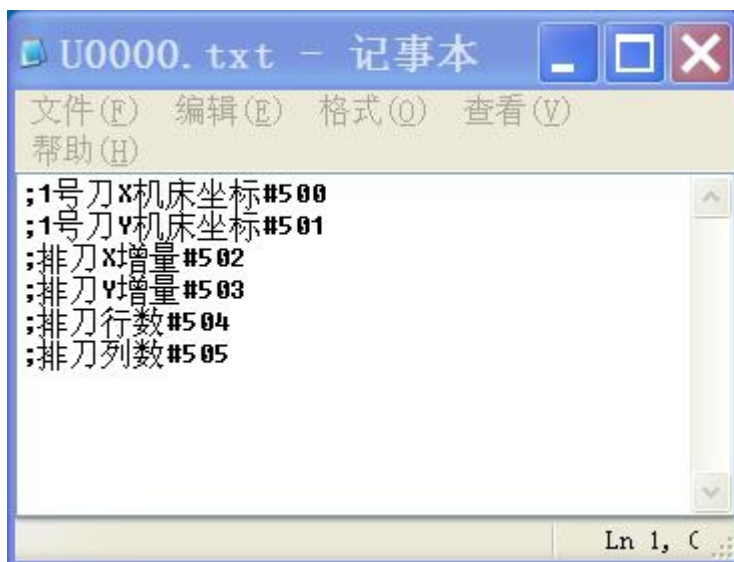 U0000.txt - 记事本
文件(F) 编辑(E) 格式(O) 查看(V)
帮助(H)
;1号刀X机床坐标#500
;1号刀Y机床坐标#501
;排刀X增量#502
;排刀Y增量#503
;排刀行数#504
;排刀列数#505
Ln 1, C